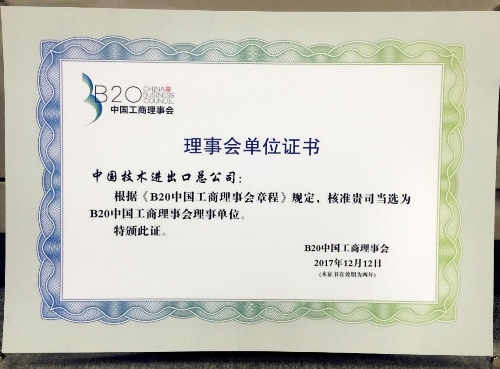 B20
CHINA
BUSINESS
COUNCIL
中国工商理事会
理事会单位证书
中国技术进出口总公司：
根据《B20中国工商理事会章程》规定，核准贵司当选为
B20中国工商理事会理事单位。
特颁此证。
B20中国工商理事会
2017年12月12日
(本证书有效期为两年)